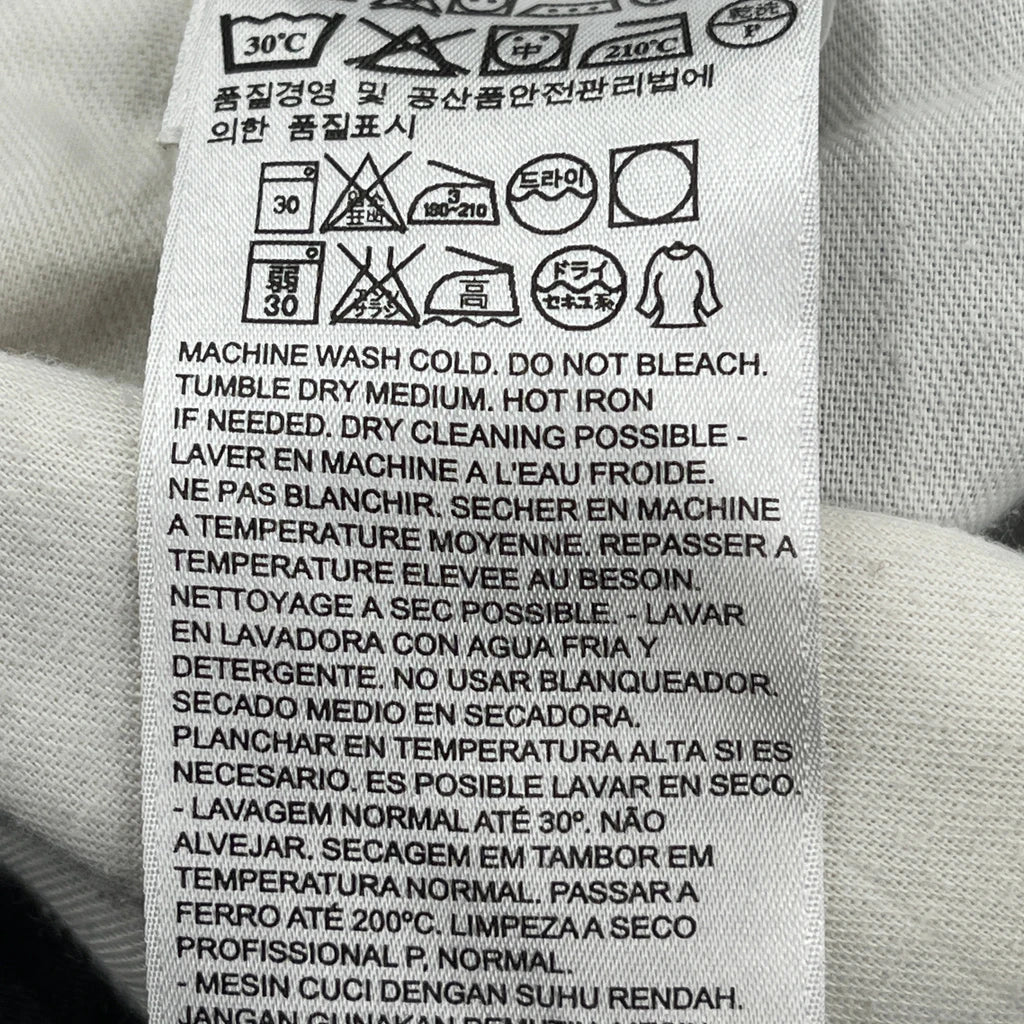 30°C
中
210°C
乾洗
P
품질경영 및 공산품안전관리법에
의한 품질표시
30
3
180~210
드라이
弱
30
高
ドライ
セキユ系
MACHINE WASH COLD. DO NOT BLEACH.
TUMBLE DRY MEDIUM. HOT IRON
IF NEEDED. DRY CLEANING POSSIBLE -
LAVER EN MACHINE A L'EAU FROIDE.
NE PAS BLANCHIR. SECHER EN MACHINE
A TEMPERATURE MOYENNE. REPASSER A
TEMPERATURE ELEVEE AU BESOIN.
NETTOYAGE A SEC POSSIBLE. - LAVAR
EN LAVADORA CON AGUA FRIA Y
DETERGENTE. NO USAR BLANQUEADOR.
SECADO MEDIO EN SECADORA.
PLANCHAR EN TEMPERATURA ALTA SI ES
NECESARIO. ES POSIBLE LAVAR EN SECO.
- LAVAGEM NORMAL ATÉ 30º. NÃO
ALVEJAR. SECAGEM EM TAMBOR EM
TEMPERATURA NORMAL. PASSAR A
FERRO ATÉ 200ºC. LIMPEZA A SECO
PROFISSIONAL P, NORMAL.
- MESIN CUCI DENGAN SUHU RENDAH.
JANGAN GUNAKAN